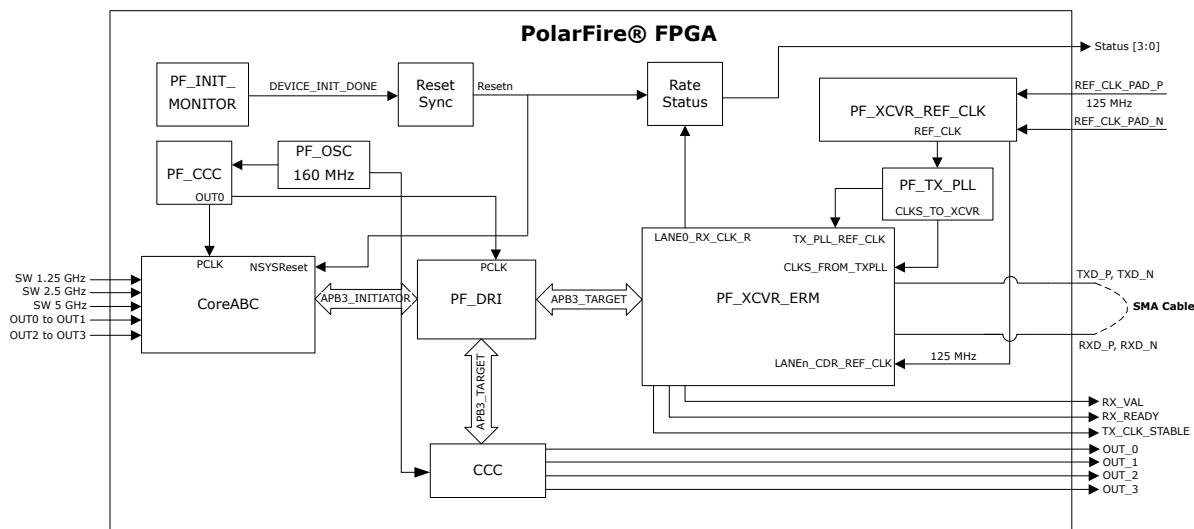 PolarFire® FPGA
Status [3:0]
PF_INIT_
MONITOR
DEVICE_INIT_DONE
Reset
Sync
Resetn
Rate
Status
PF_XCVR_REF_CLK
REF_CLK
REF_CLK_PAD_P
125 MHz
REF_CLK_PAD_N
PF_CCC
OUT0
PF_OSC
160 MHz
PF_TX_PLL
CLKS_TO_XCVR
PCLK
NSYSReset
CoreABC
SW 1.25 GHz
SW 2.5 GHz
SW 5 GHz
OUT0 to OUT1
OUT2 to OUT3
APB3_INITIATOR
PCLK
PF_DRI
APB3_TARGET
LANE0_RX_CLK_R
TX_PLL_REF_CLK
CLKS_FROM_TXPLL
PF_XCVR_ERM
LANEn_CDR_REF_CLK
125 MHz
TXD_P, TXD_N
SMA Cable
RXD_P, RXD_N
APB3_TARGET
RX_VAL
RX_READY
TX_CLK_STABLE
CCC
OUT_0
OUT_1
OUT_2
OUT_3